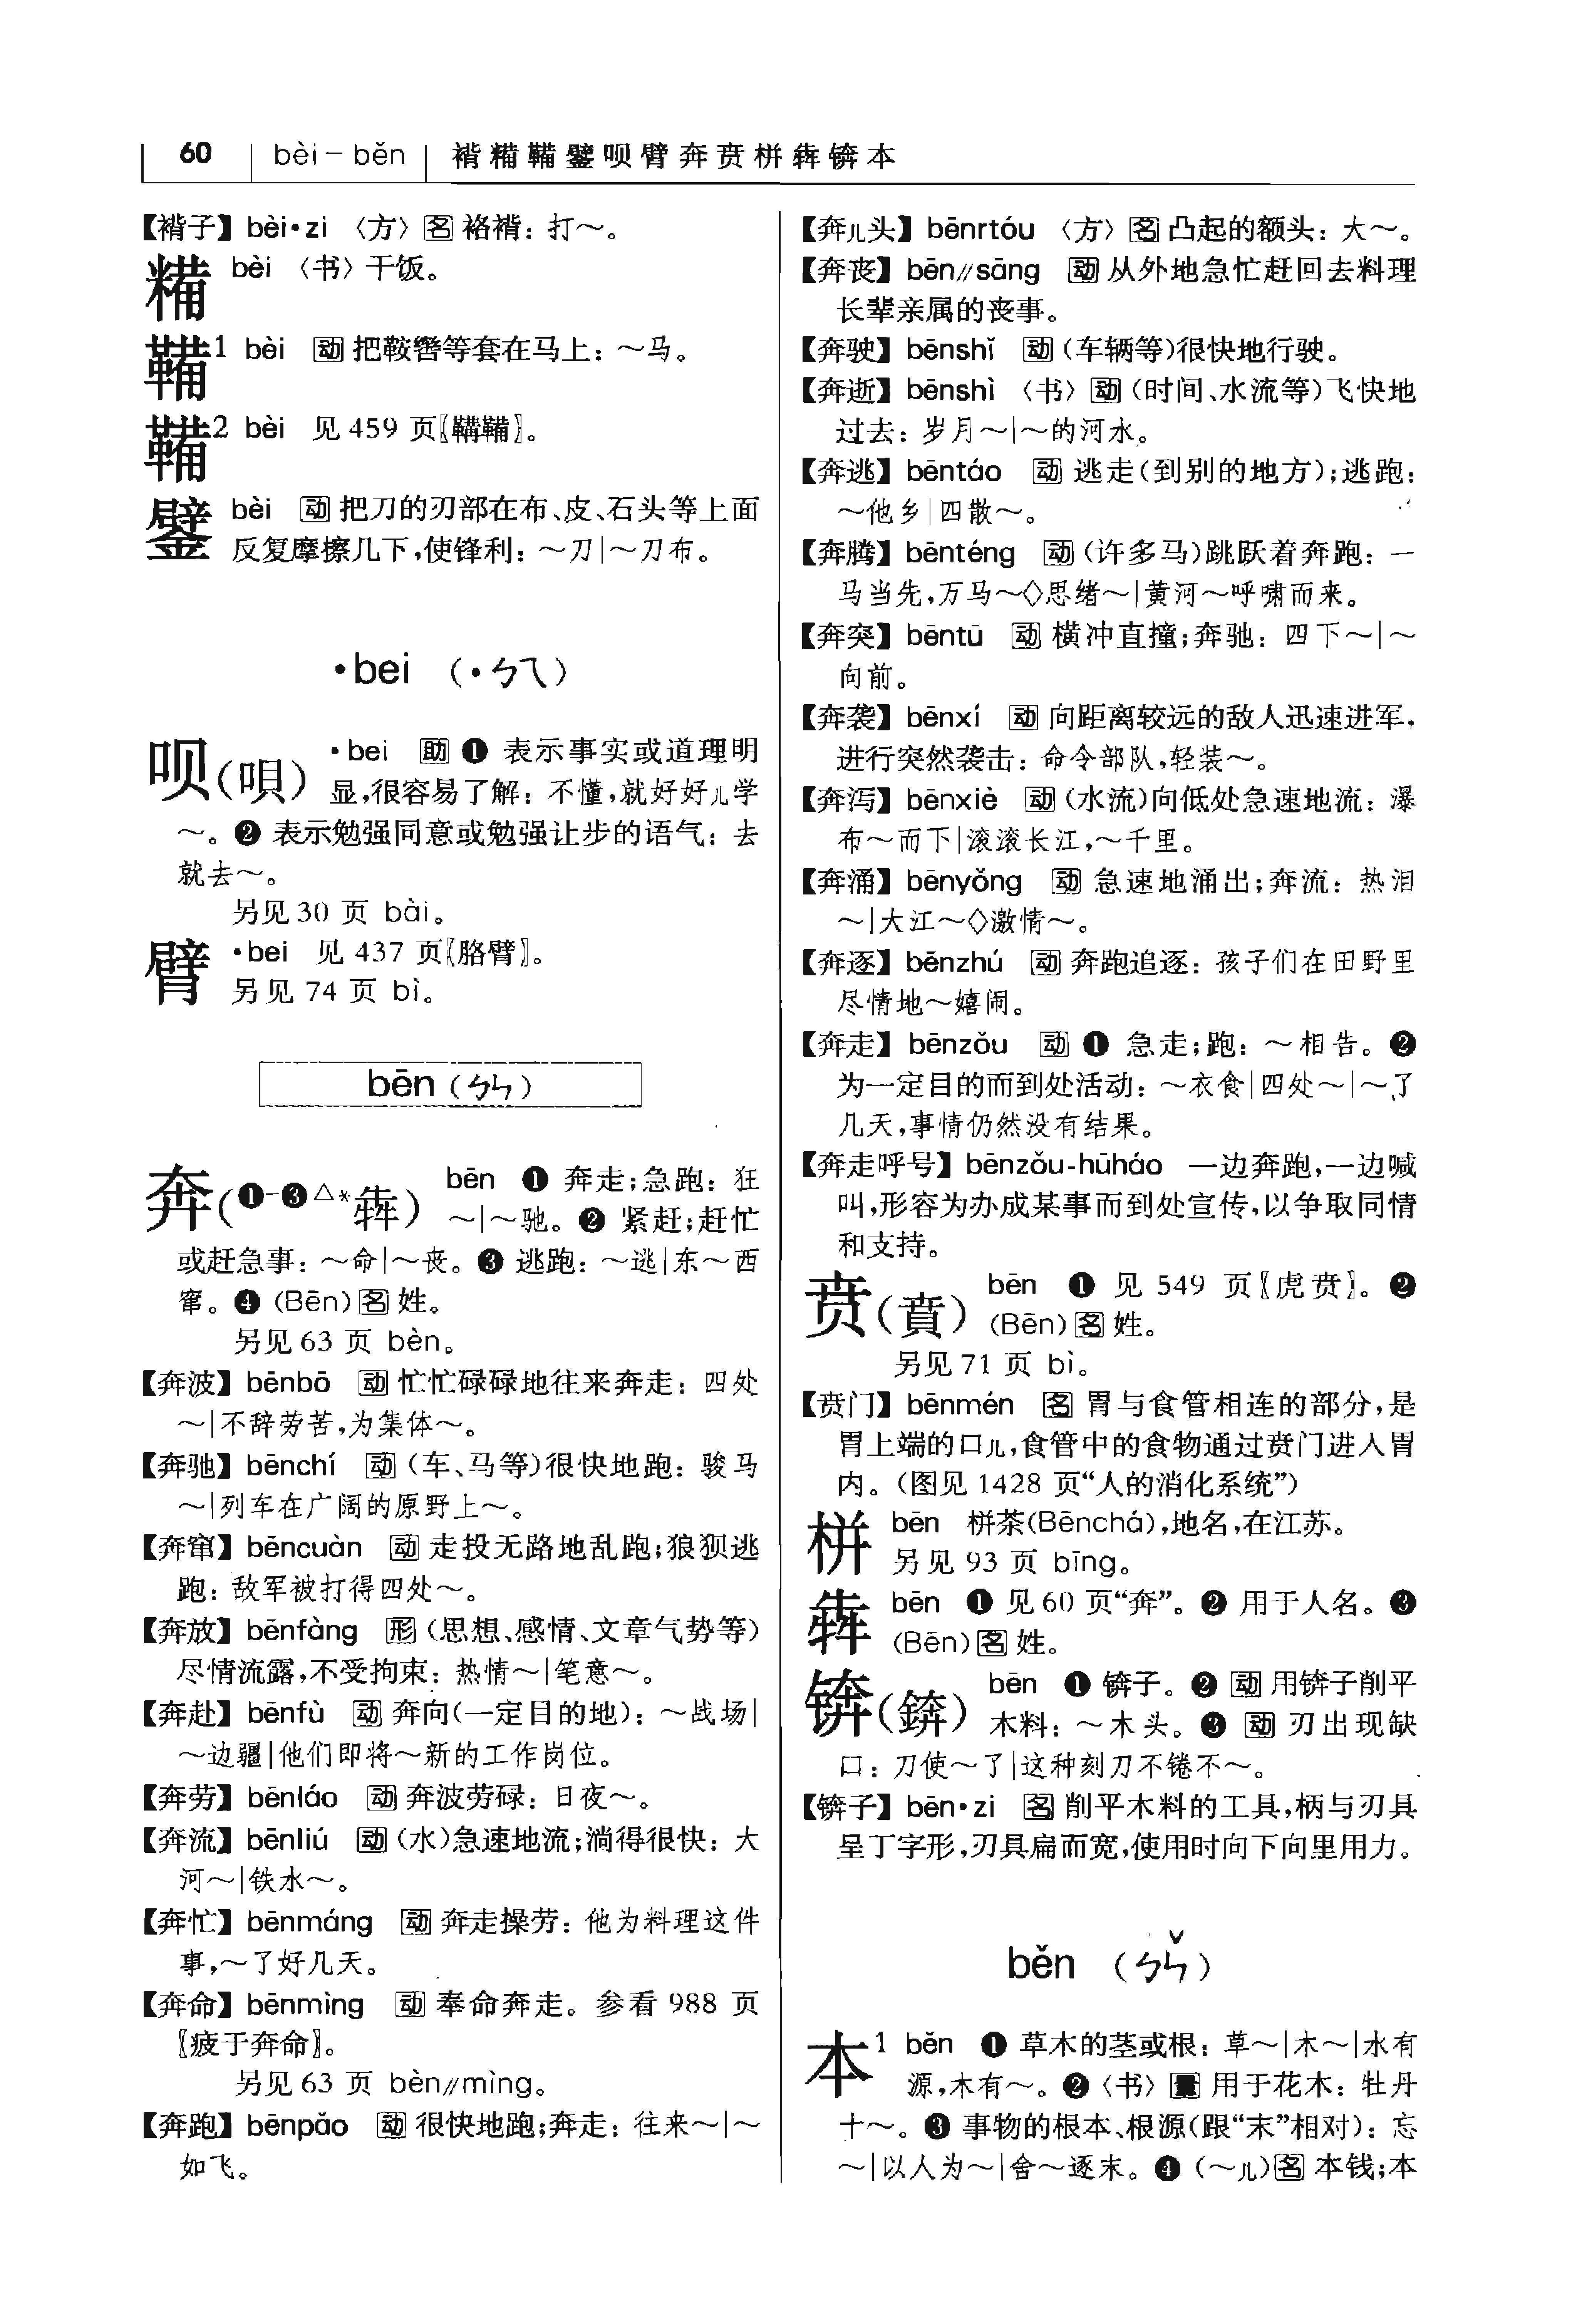 60 bèi－běn 褙糒鞴鐾呗臂奔贲栟犇锛本
【褙子】bèi·zi 〈方〉名 袼褙：打～。
糒 bèi 〈书〉干饭。
鞴1 bèi 动 把鞍辔等套在马上：～马。
鞴2 bèi 见 459 页〖鞲鞴〗。
鐾 bèi 动 把刀的刃部在布、皮、石头等上面
反复摩擦几下，使锋利：～刀|～刀布。
·bei （·ㄅㄟ）
呗（唄） ·bei 助 ❶ 表示事实或道理明
显，很容易了解：不懂，就好好儿学
～。❷ 表示勉强同意或勉强让步的语气：去
就去～。
另见 30 页 bài。
臂 ·bei 见 437 页〖胳臂〗。
另见 74 页 bì。
bēn（ㄅㄣ）
奔（❶-❸△*犇） bēn ❶ 奔走；急跑：狂
～|～驰。❷ 紧赶；赶忙
或赶急事：～命|～丧。❸ 逃跑：～逃|东～西
窜。❹ (Bēn) 名 姓。
另见 63 页 bèn。
【奔波】bēnbō 动 忙忙碌碌地往来奔走：四处
～|不辞劳苦，为集体～。
【奔驰】bēnchí 动（车、马等）很快地跑：骏马
～|列车在广阔的原野上～。
【奔窜】bēncuàn 动 走投无路地乱跑；狼狈逃
跑：敌军被打得四处～。
【奔放】bēnfàng 形（思想、感情、文章气势等）
尽情流露，不受拘束：热情～|笔意～。
【奔赴】bēnfù 动 奔向（一定目的地）：～战场|
～边疆|他们即将～新的工作岗位。
【奔劳】bēnláo 动 奔波劳碌：日夜～。
【奔流】bēnliú 动（水）急速地流；淌得很快：大
河～|铁水～。
【奔忙】bēnmáng 动 奔走操劳：他为料理这件
事，～了好几天。
【奔命】bēnmìng 动 奉命奔走。参看 988 页
〖疲于奔命〗。
另见 63 页 bèn//mìng。
【奔跑】bēnpǎo 动 很快地跑；奔走：往来～|～
如飞。
【奔儿头】bēnrtóu 〈方〉名 凸起的额头：大～。
【奔丧】bēn//sāng 动 从外地急忙赶回去料理
长辈亲属的丧事。
【奔驶】bēnshǐ 动（车辆等）很快地行驶。
【奔逝】bēnshì 〈书〉动（时间、水流等）飞快地
过去：岁月～|～的河水。
【奔逃】bēntáo 动 逃走（到别的地方）；逃跑：
～他乡|四散～。
【奔腾】bēnténg 动（许多马）跳跃着奔跑：一
马当先，万马～◇思绪～|黄河～呼啸而来。
【奔突】bēntū 动 横冲直撞；奔驰：四下～|～
向前。
【奔袭】bēnxí 动 向距离较远的敌人迅速进军，
进行突然袭击：命令部队，轻装～。
【奔泻】bēnxiè 动（水流）向低处急速地流：瀑
布～而下|滚滚长江，～千里。
【奔涌】bēnyǒng 动 急速地涌出；奔流：热泪
～|大江～◇激情～。
【奔逐】bēnzhú 动 奔跑追逐：孩子们在田野里
尽情地～嬉闹。
【奔走】bēnzǒu 动 ❶ 急走；跑：～相告。❷
为一定目的而到处活动：～衣食|四处～|～了
几天，事情仍然没有结果。
【奔走呼号】bēnzǒu-hūháo 一边奔跑，一边喊
叫，形容为办成某事而到处宣传，以争取同情
和支持。
贲（賁） bēn ❶ 见 549 页〖虎贲〗。❷
(Bēn) 名 姓。
另见 71 页 bì。
【贲门】bēnmén 名 胃与食管相连的部分，是
胃上端的口儿，食管中的食物通过贲门进入胃
内。（图见 1428 页“人的消化系统”）
栟 bēn 栟茶(Bēnchá)，地名，在江苏。
另见 93 页 bīng。
犇 bēn ❶ 见 60 页“奔”。❷ 用于人名。❸
(Bēn) 名 姓。
锛（錛） bēn ❶ 锛子。❷ 动 用锛子削平
木料：～木头。❸ 动 刃出现缺
口：刀使～了|这种刻刀不锩不～。
【锛子】bēn·zi 名 削平木料的工具，柄与刃具
呈丁字形，刃具扁而宽，使用时向下向里用力。
běn （ㄅㄣˇ）
本1 běn ❶ 草木的茎或根：草～|木～|水有
源，木有～。❷〈书〉量 用于花木：牡丹
十～。❸ 事物的根本、根源（跟“末”相对）：忘
～|以人为～|舍～逐末。❹（～儿）名 本钱；本